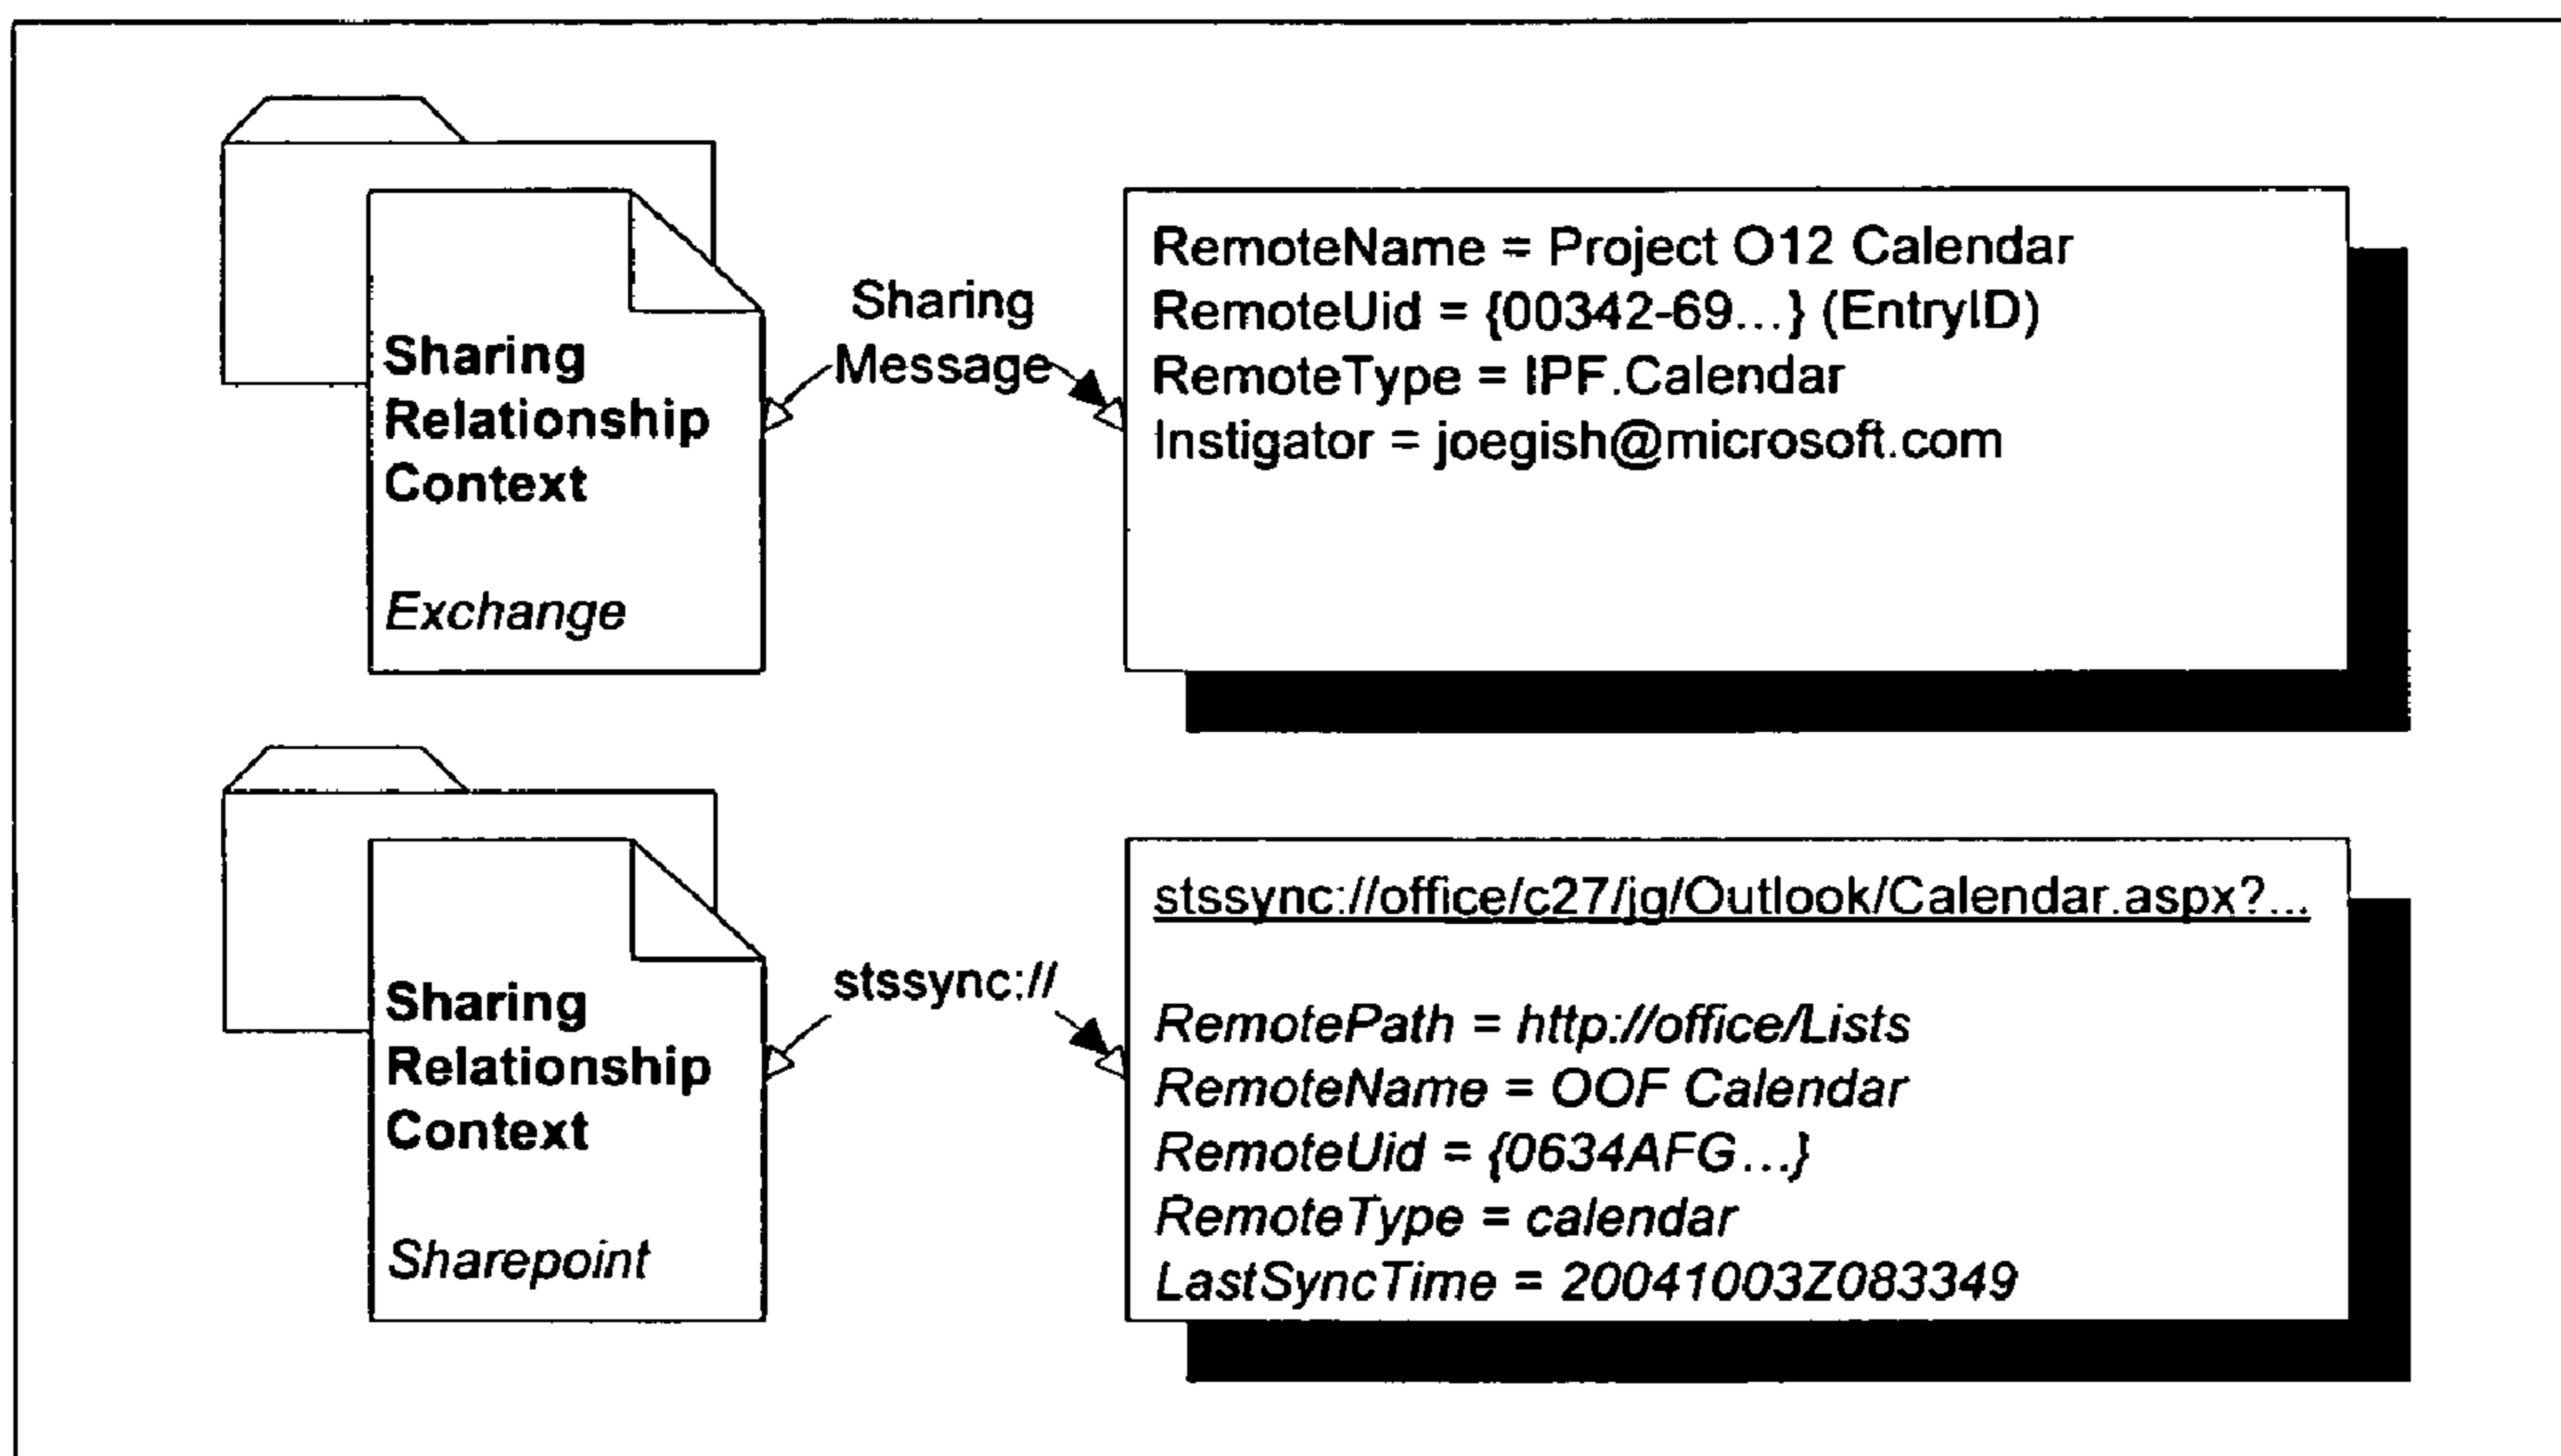 Sharing
Relationship
Context
Exchange
Sharing
Message
RemoteName = Project O12 Calendar
RemoteUid = {00342-69...} (EntryID)
RemoteType = IPF.Calendar
Instigator = joegish@microsoft.com
Sharing
Relationship
Context
Sharepoint
stssync://
stssync://office/c27/jg/Outlook/Calendar.aspx?...
RemotePath = http://office/Lists
RemoteName = OOF Calendar
RemoteUid = {0634AFG...}
RemoteType = calendar
LastSyncTime = 20041003Z083349